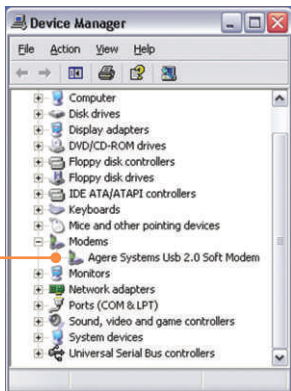 Device Manager
File Action View Help
Computer
Disk drives
Display adapters
DVD/CD-ROM drives
Floppy disk controllers
Floppy disk drives
IDE ATA/ATAPI controllers
Keyboards
Mice and other pointing devices
Modems
Agere Systems Usb 2.0 Soft Modem
Monitors
Network adapters
Ports (COM & LPT)
Sound, video and game controllers
System devices
Universal Serial Bus controllers